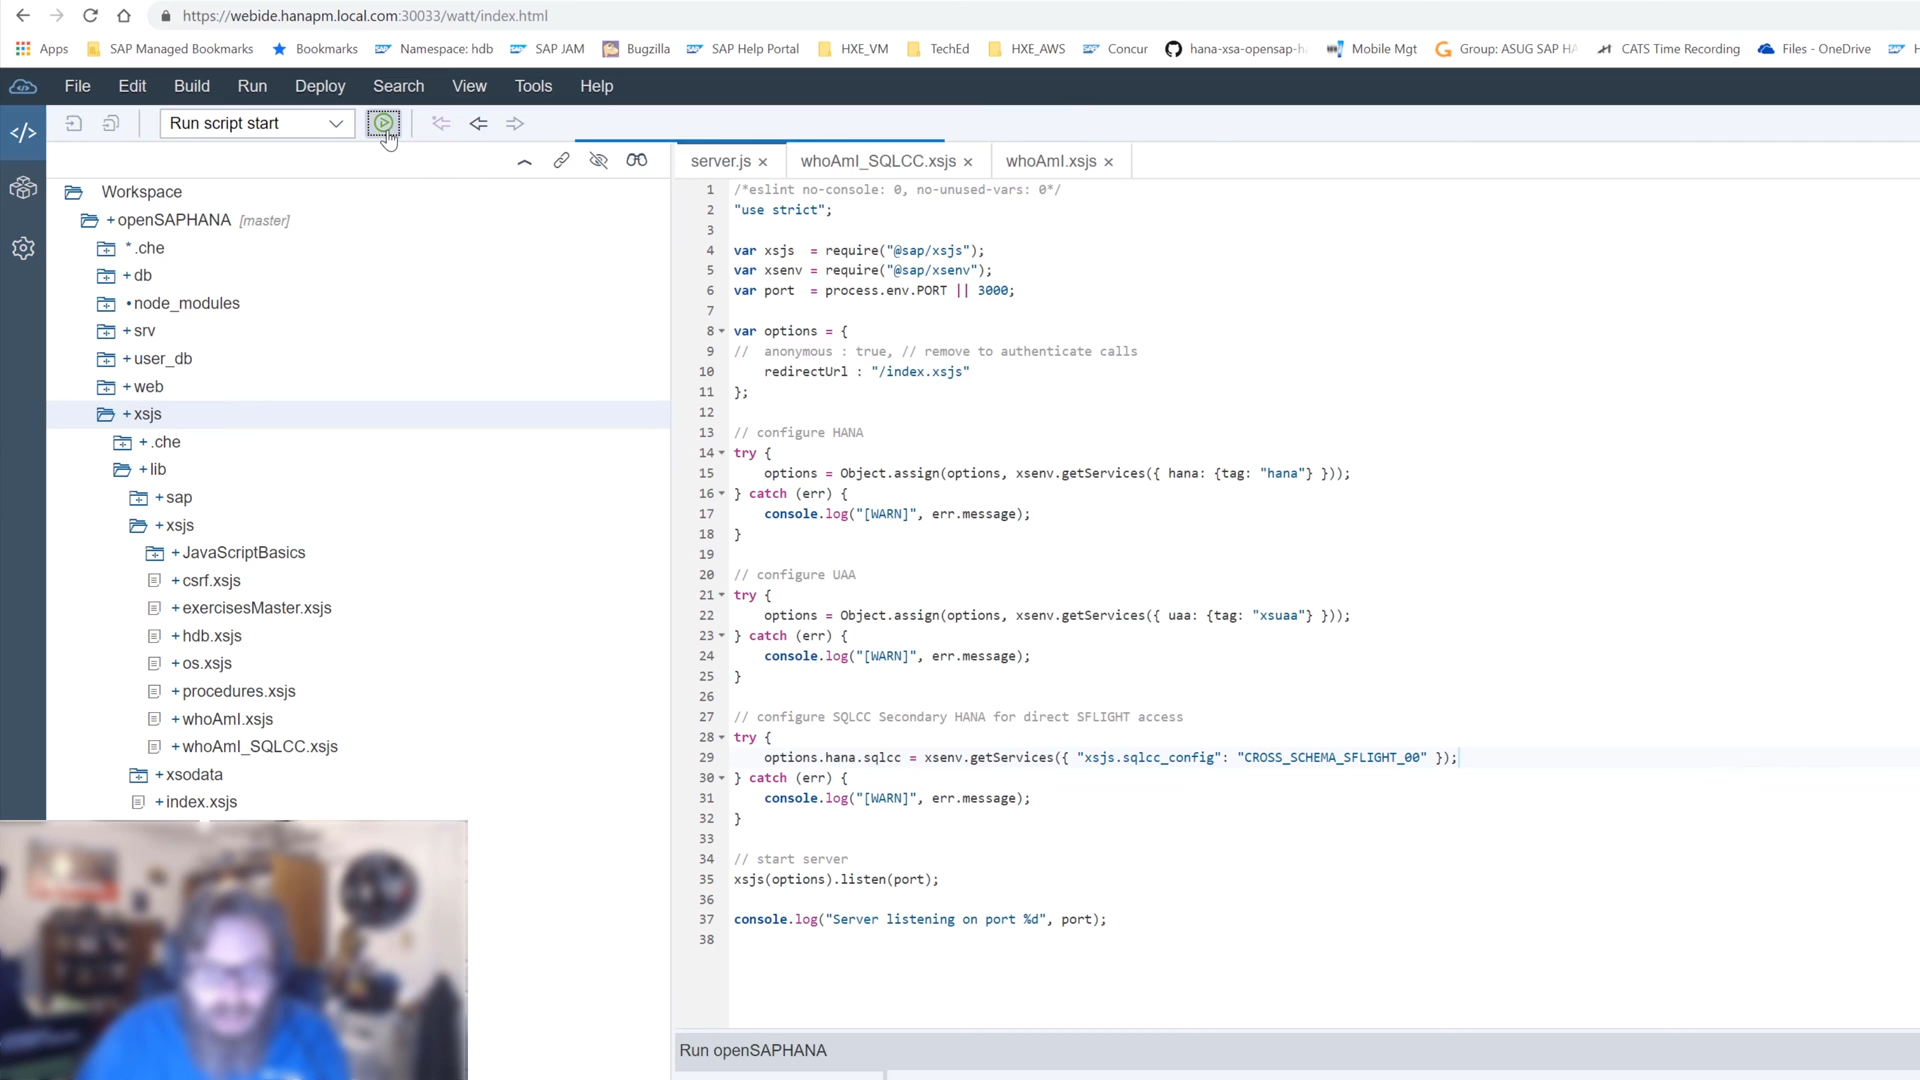 https://webide.hanapm.local.com:30033/watt/index.html
Apps SAP Managed Bookmarks Bookmarks Namespace: hdb SAP JAM Bugzilla SAP Help Portal HXE_VM TechEd HXE_AWS Concur hana-xsa-opensap-h Mobile Mgt Group: ASUG SAP HA CATS Time Recording Files - OneDrive H
File Edit Build Run Deploy Search View Tools Help
Run script start
server.js × whoAmI_SQLCC.xsjs × whoAmI.xsjs ×
Workspace
+ openSAPHANA [master]
* .che
+ db
• node_modules
+ srv
+ user_db
+ web
+ xsjs
+ .che
+ lib
+ sap
+ xsjs
+ JavaScriptBasics
+ csrf.xsjs
+ exercisesMaster.xsjs
+ hdb.xsjs
+ os.xsjs
+ procedures.xsjs
+ whoAmI.xsjs
+ whoAmI_SQLCC.xsjs
+ xsodata
+ index.xsjs
1 /*eslint no-console: 0, no-unused-vars: 0*/
2 "use strict";
3
4 var xsjs  = require("@sap/xsjs");
5 var xsenv = require("@sap/xsenv");
6 var port  = process.env.PORT || 3000;
7
8 var options = {
9 //  anonymous : true, // remove to authenticate calls
10 redirectUrl : "/index.xsjs"
11 };
12
13 // configure HANA
14 try {
15 options = Object.assign(options, xsenv.getServices({ hana: {tag: "hana"} }));
16 } catch (err) {
17 console.log("[WARN]", err.message);
18 }
19
20 // configure UAA
21 try {
22 options = Object.assign(options, xsenv.getServices({ uaa: {tag: "xsuaa"} }));
23 } catch (err) {
24 console.log("[WARN]", err.message);
25 }
26
27 // configure SQLCC Secondary HANA for direct SFLIGHT access
28 try {
29 options.hana.sqlcc = xsenv.getServices({ "xsjs.sqlcc_config": "CROSS_SCHEMA_SFLIGHT_00" });
30 } catch (err) {
31 console.log("[WARN]", err.message);
32 }
33
34 // start server
35 xsjs(options).listen(port);
36
37 console.log("Server listening on port %d", port);
38
Run openSAPHANA